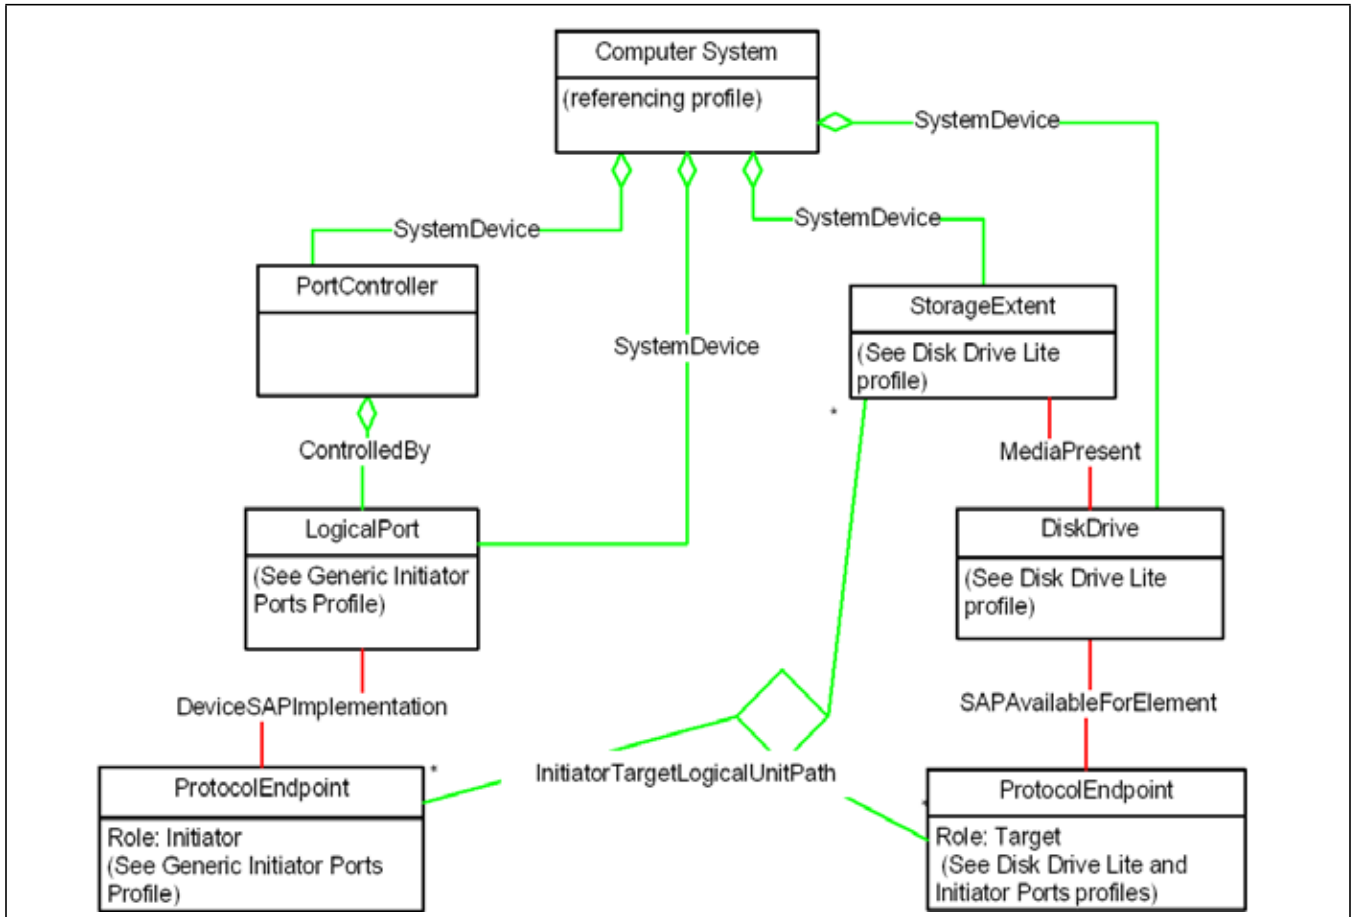 Computer System
(referencing profile)
SystemDevice
SystemDevice
SystemDevice
PortController
StorageExtent
(See Disk Drive Lite
profile)
SystemDevice
*
ControlledBy
MediaPresent
LogicalPort
(See Generic Initiator
Ports Profile)
DiskDrive
(See Disk Drive Lite
profile)
DeviceSAPImplementation
SAPAvailableForElement
InitiatorTargetLogicalUnitPath
*
ProtocolEndpoint
Role: Initiator
(See Generic Initiator Ports
Profile)
*
ProtocolEndpoint
Role: Target
(See Disk Drive Lite and
Initiator Ports profiles)